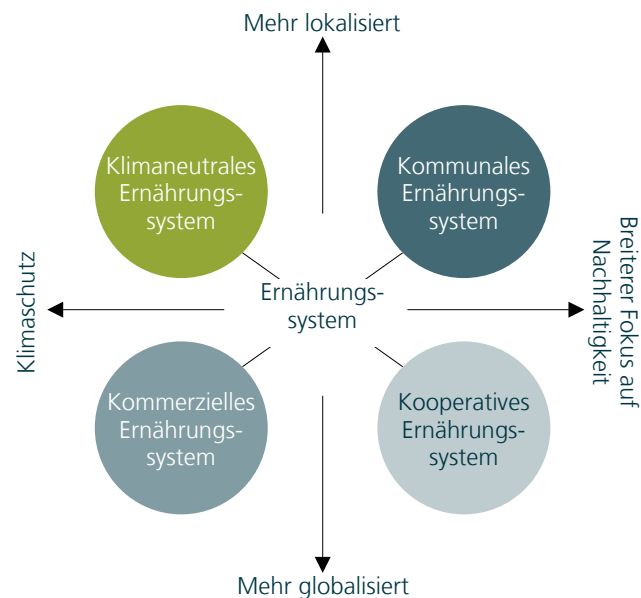 Mehr lokalisiert
Klimaneutrales
Ernährungs-
system
Kommunales
Ernährungs-
system
Klimaschutz
Ernährungs-
system
Breiterer Fokus auf
Nachhaltigkeit
Kommerzielles
Ernährungs-
system
Kooperatives
Ernährungs-
system
Mehr globalisiert